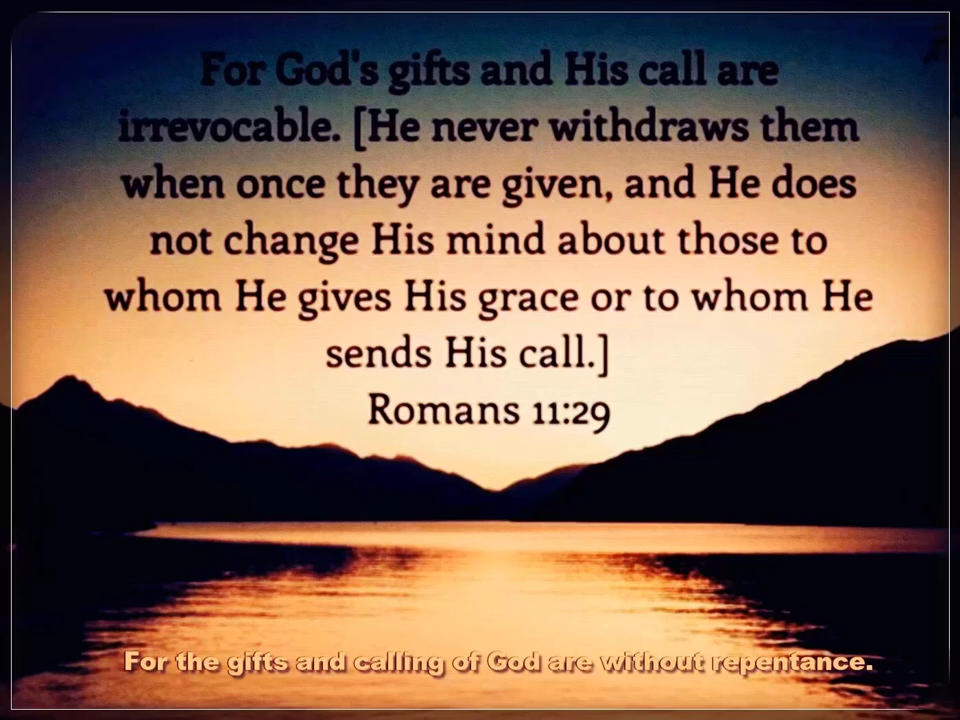 For God's gifts and His call are
irrevocable. [He never withdraws them
when once they are given, and He does
not change His mind about those to
whom He gives His grace or to whom He
sends His call.]
Romans 11:29
For the gifts and calling of God are without repentance.